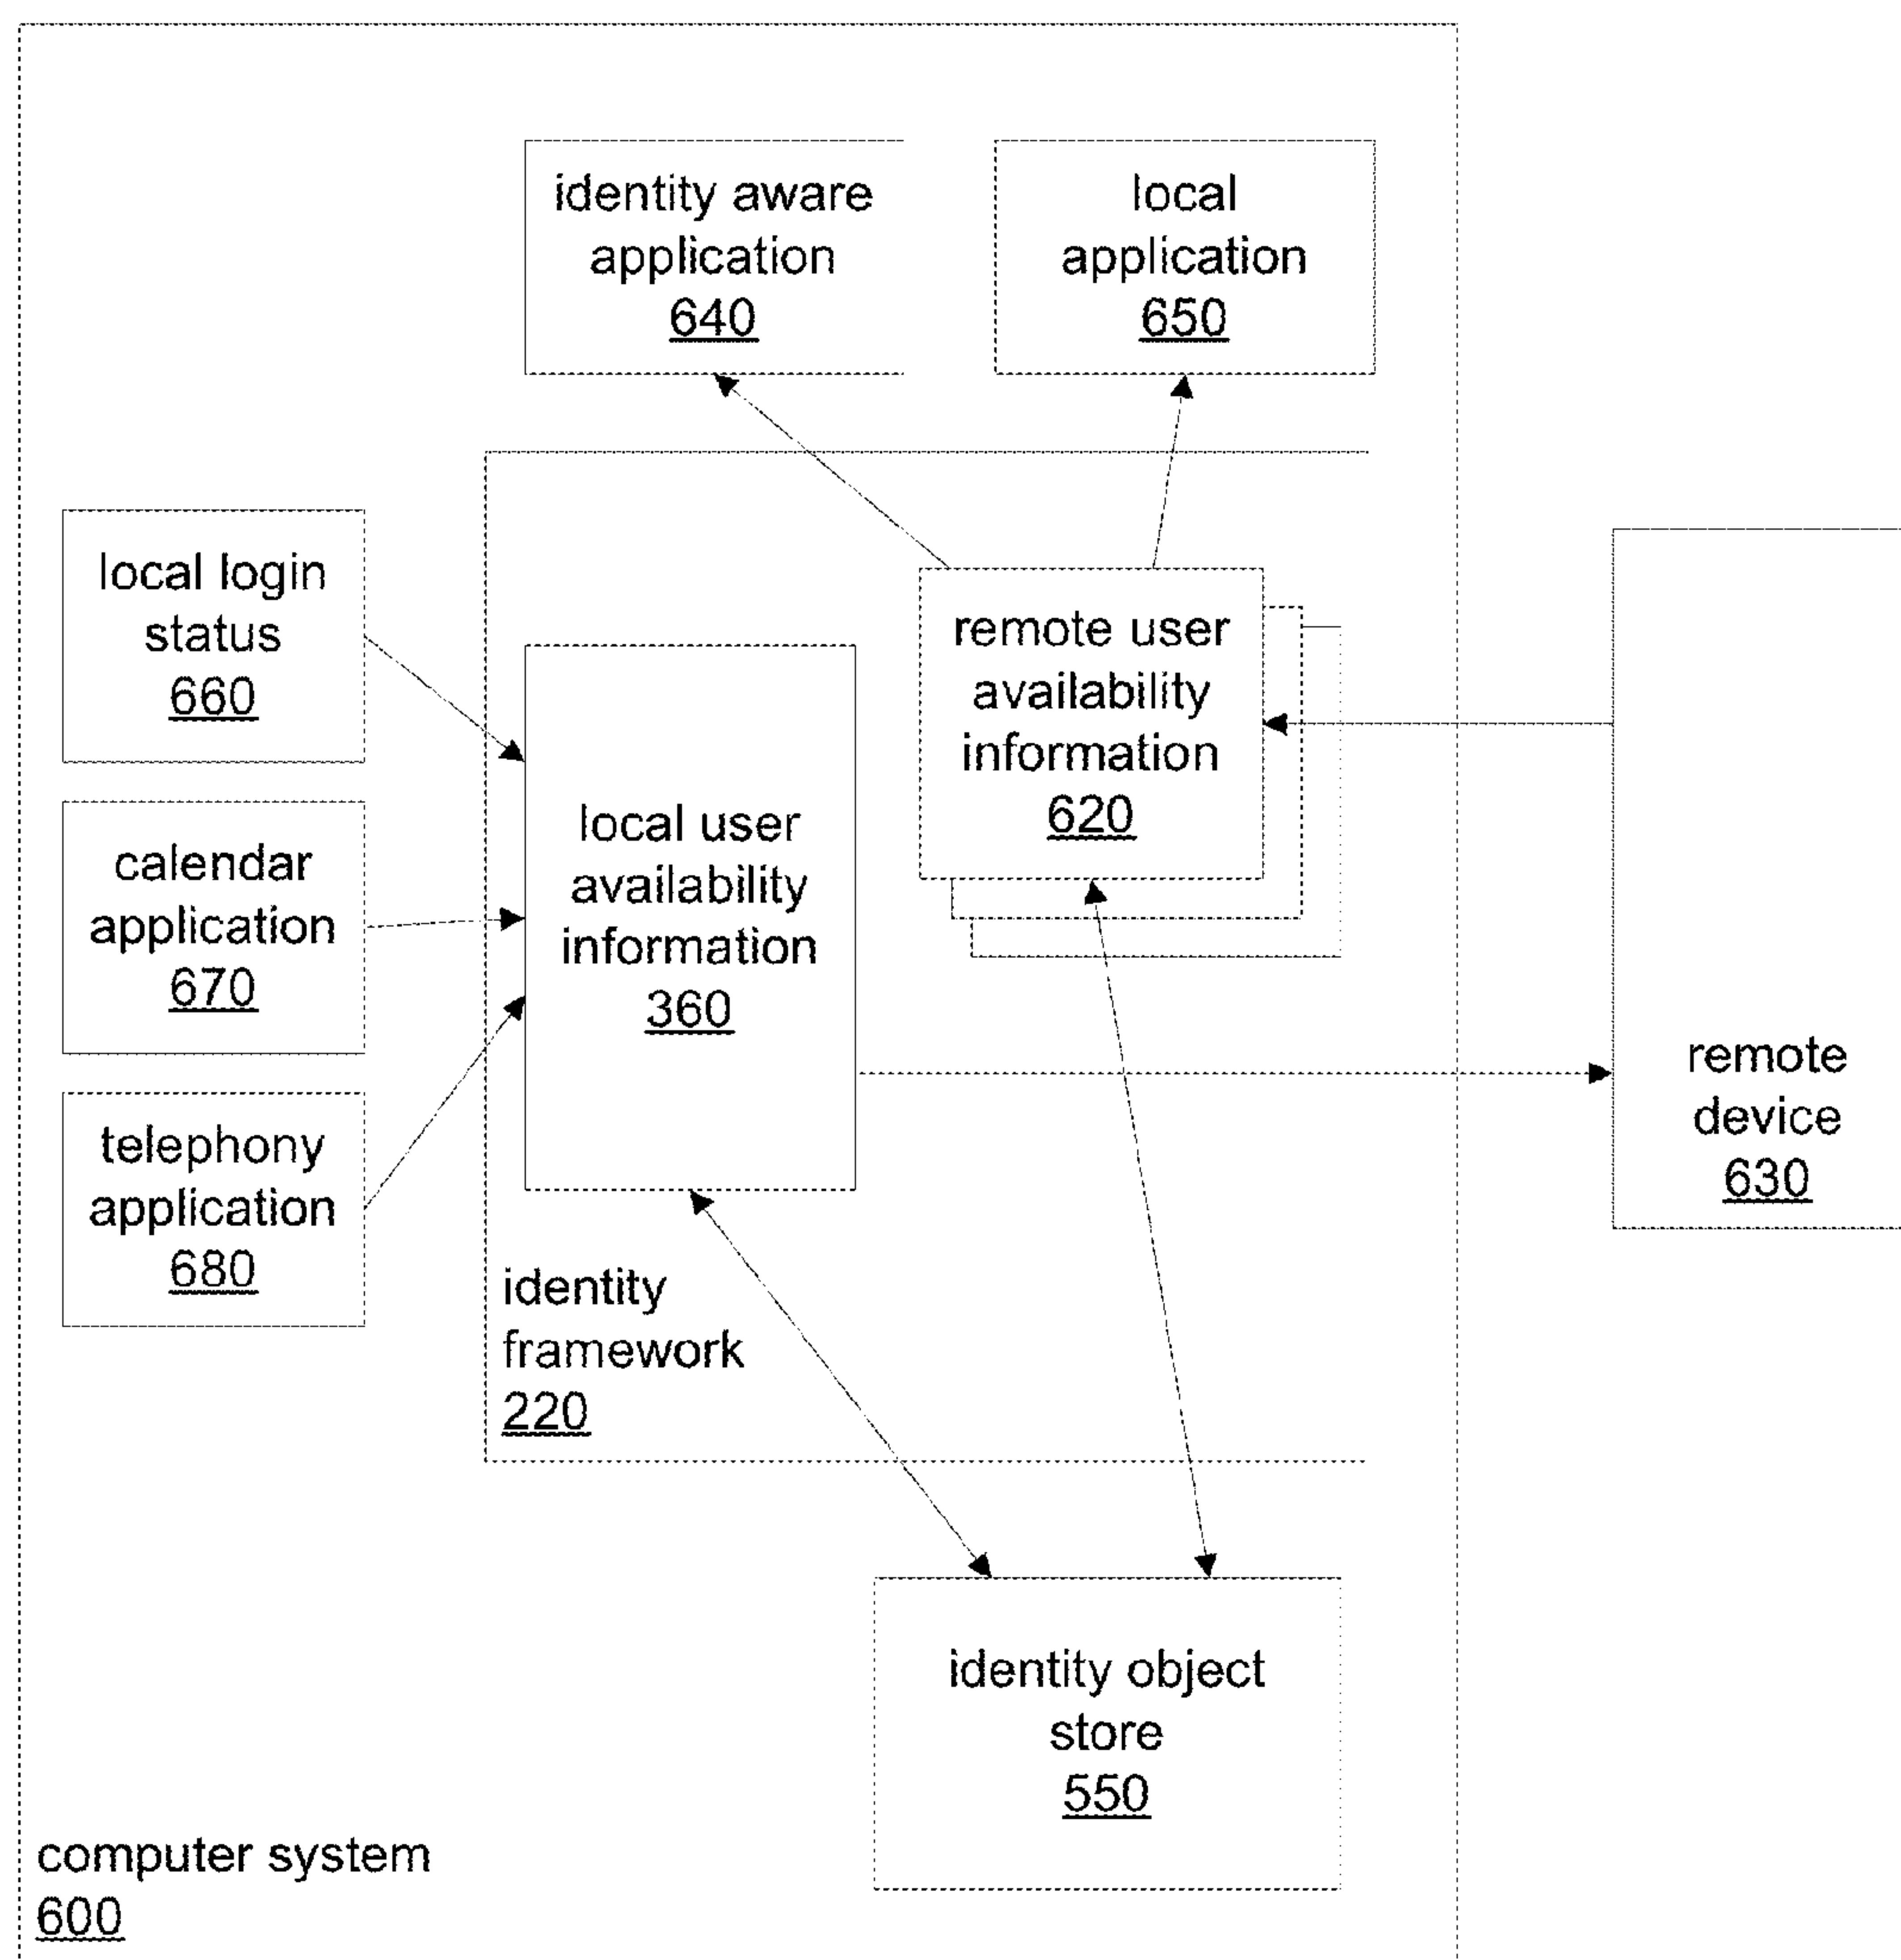 identity aware
application
640
local
application
650
local login
status
660
calendar
application
670
telephony
application
680
local user
availability
information
360
remote user
availability
information
620
remote
device
630
identity
framework
220
identity object
store
550
computer system
600